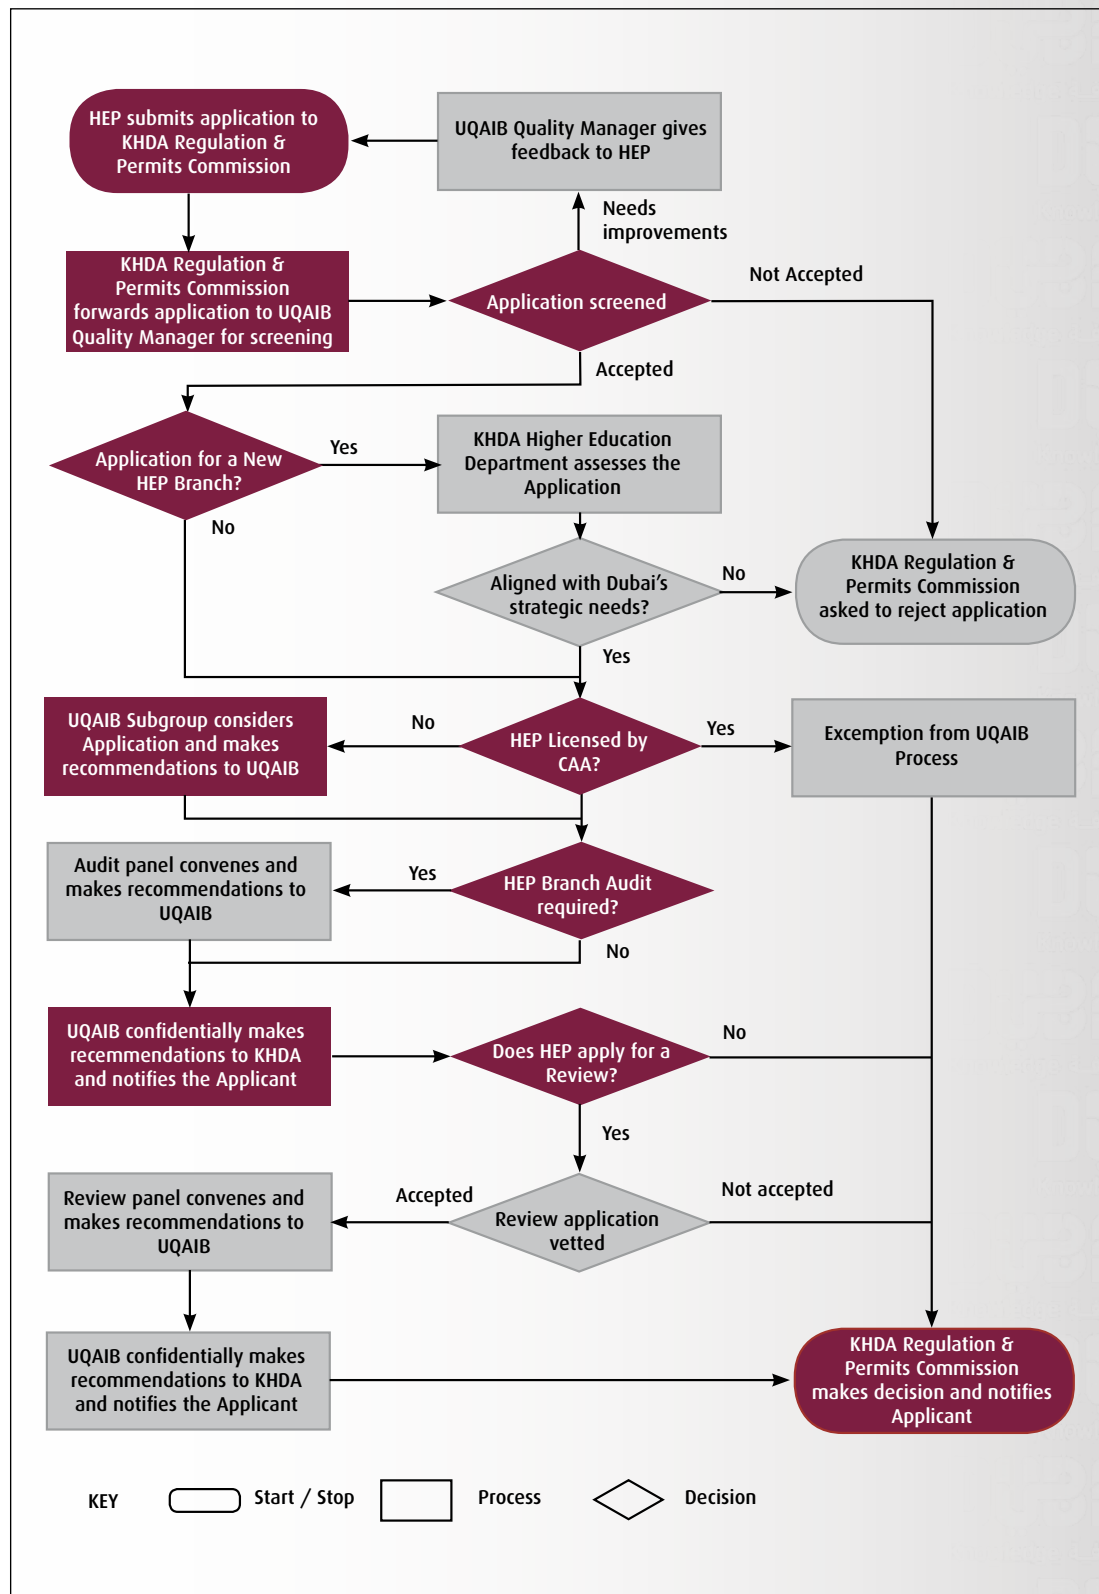 HEP submits application to
KHDA Regulation &
Permits Commission
UQAIB Quality Manager gives
feedback to HEP
Needs
improvements
KHDA Regulation &
Permits Commission
forwards application to UQAIB
Quality Manager for screening
Application screened
Not Accepted
Accepted
Application for a New
HEP Branch?
Yes
KHDA Higher Education
Department assesses the
Application
No
Aligned with Dubai's
strategic needs?
No
KHDA Regulation &
Permits Commission
asked to reject application
Yes
UQAIB Subgroup considers
Application and makes
recommendations to UQAIB
No
HEP Licensed by
CAA?
Yes
Excemption from UQAIB
Process
Audit panel convenes and
makes recommendations to
UQAIB
Yes
HEP Branch Audit
required?
No
UQAIB confidentially makes
recemmendations to KHDA
and notifies the Applicant
Does HEP apply for a
Review?
No
Yes
Review panel convenes and
makes recommendations to
UQAIB
Accepted
Review application
vetted
Not accepted
UQAIB confidentially makes
recommendations to KHDA
and notifies the Applicant
KHDA Regulation &
Permits Commission
makes decision and notifies
Applicant
KEY
Start / Stop
Process
Decision